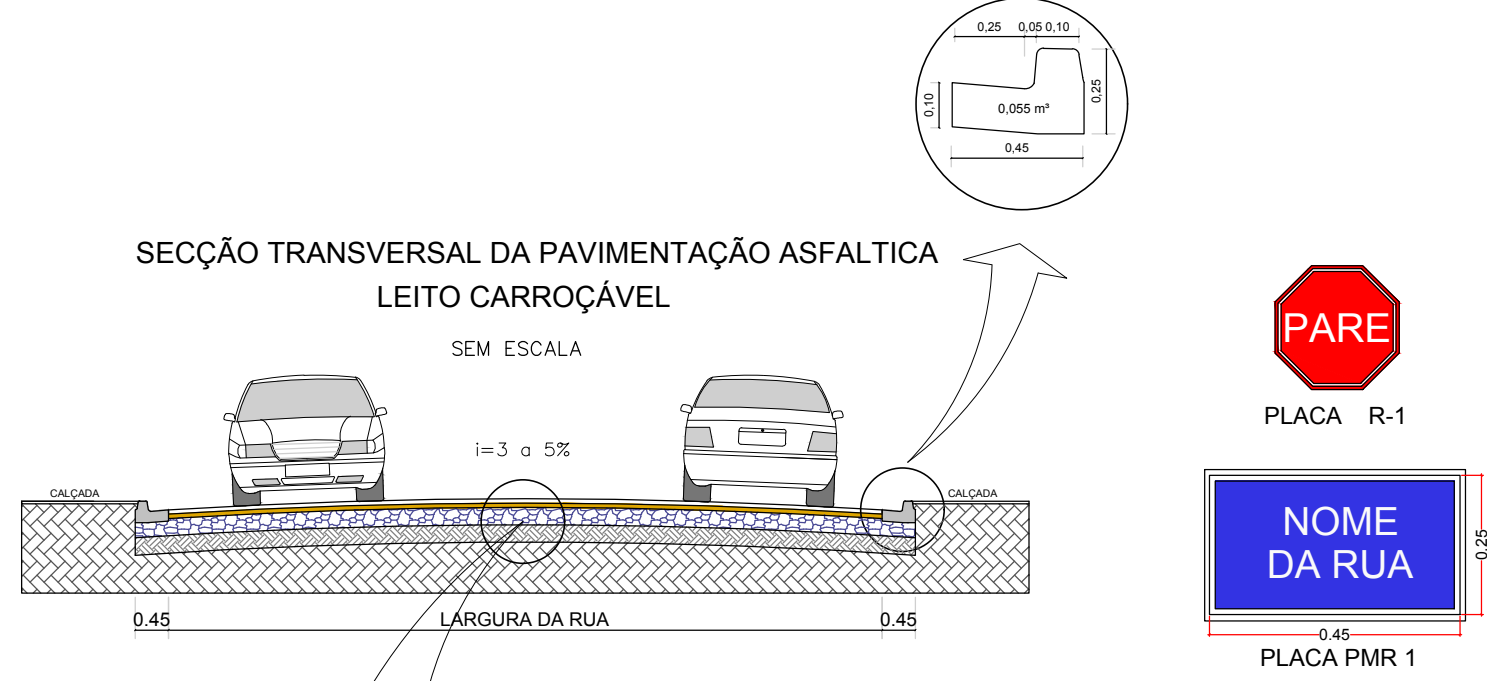 0,25 0,05 0,10
0,10
0,055 m³
0,25
0,45
SECÇÃO TRANSVERSAL DA PAVIMENTAÇÃO ASFALTICA
LEITO CARROÇÁVEL
SEM ESCALA
i=3 a 5%
CALÇADA
CALÇADA
0.45
LARGURA DA RUA
0.45
PARE
PLACA R-1
NOME
DA RUA
0.25
0.45
PLACA PMR 1